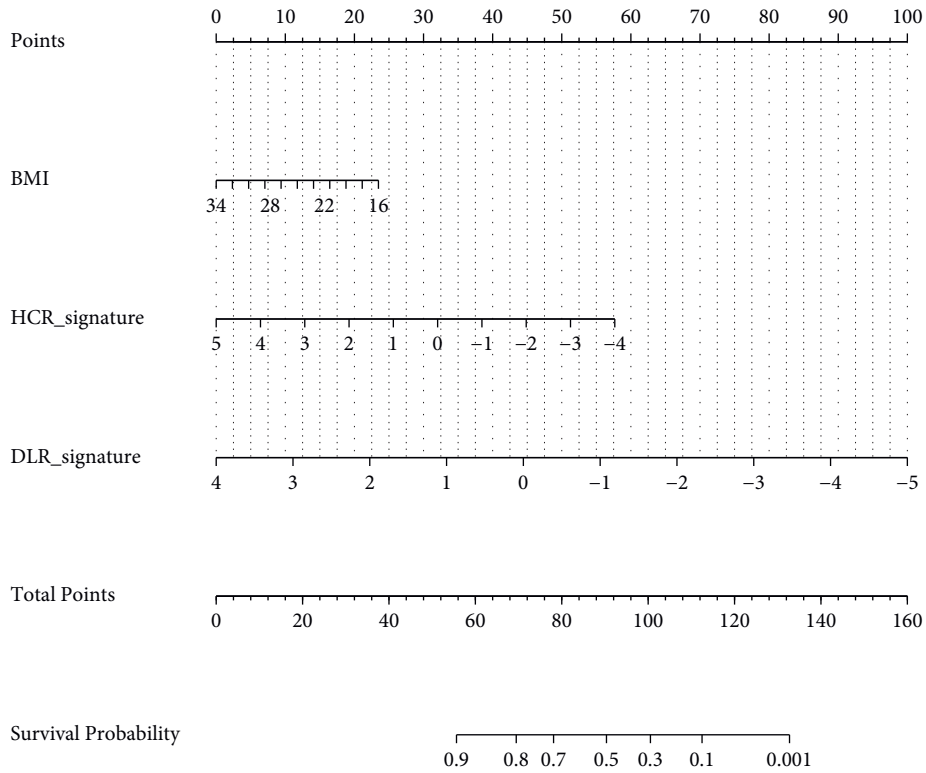 0 10 20 30 40 50 60 70 80 90 100
Points
BMI
34 28 22 16
HCR_signature
5 4 3 2 1 0 −1 −2 −3 −4
DLR_signature
4 3 2 1 0 −1 −2 −3 −4 −5
Total Points
0 20 40 60 80 100 120 140 160
Survival Probability
0.9 0.8 0.7 0.5 0.3 0.1 0.001